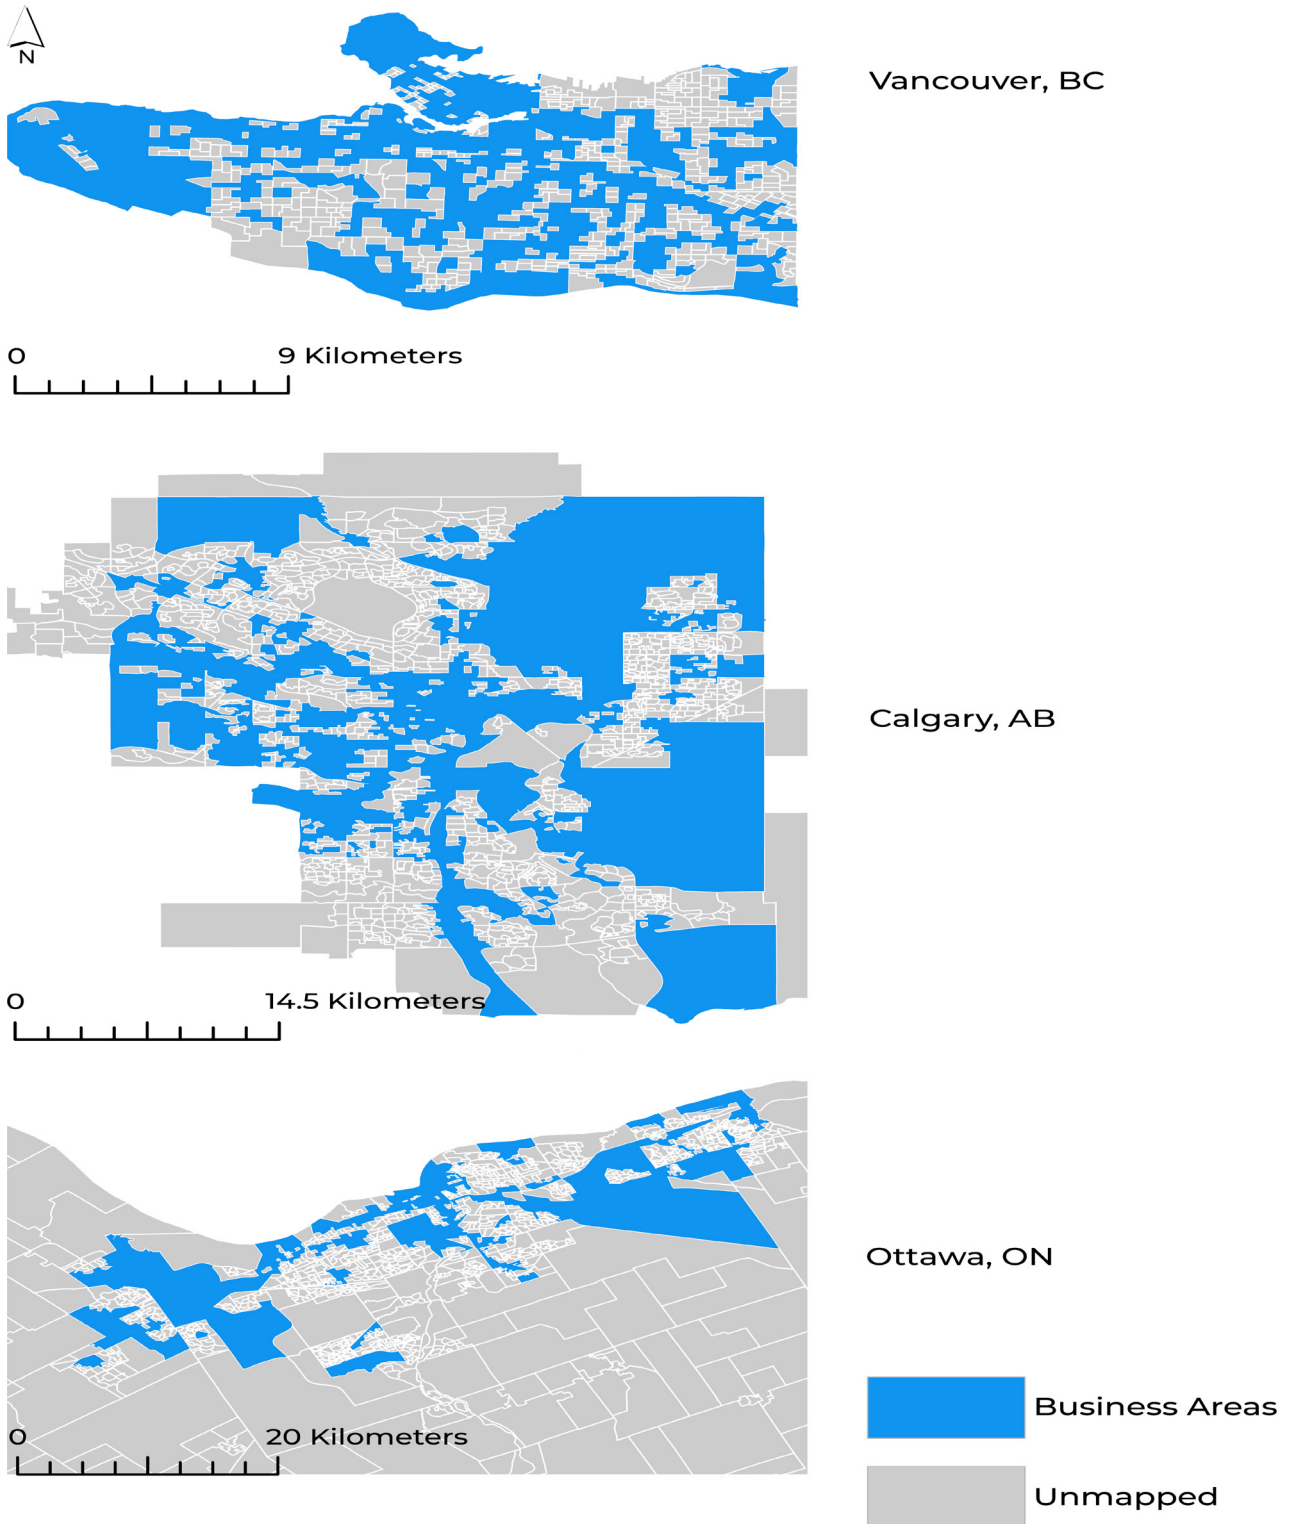 N
Vancouver, BC
0 9 Kilometers
Calgary, AB
0 14.5 Kilometers
Ottawa, ON
Business Areas
0 20 Kilometers
Unmapped